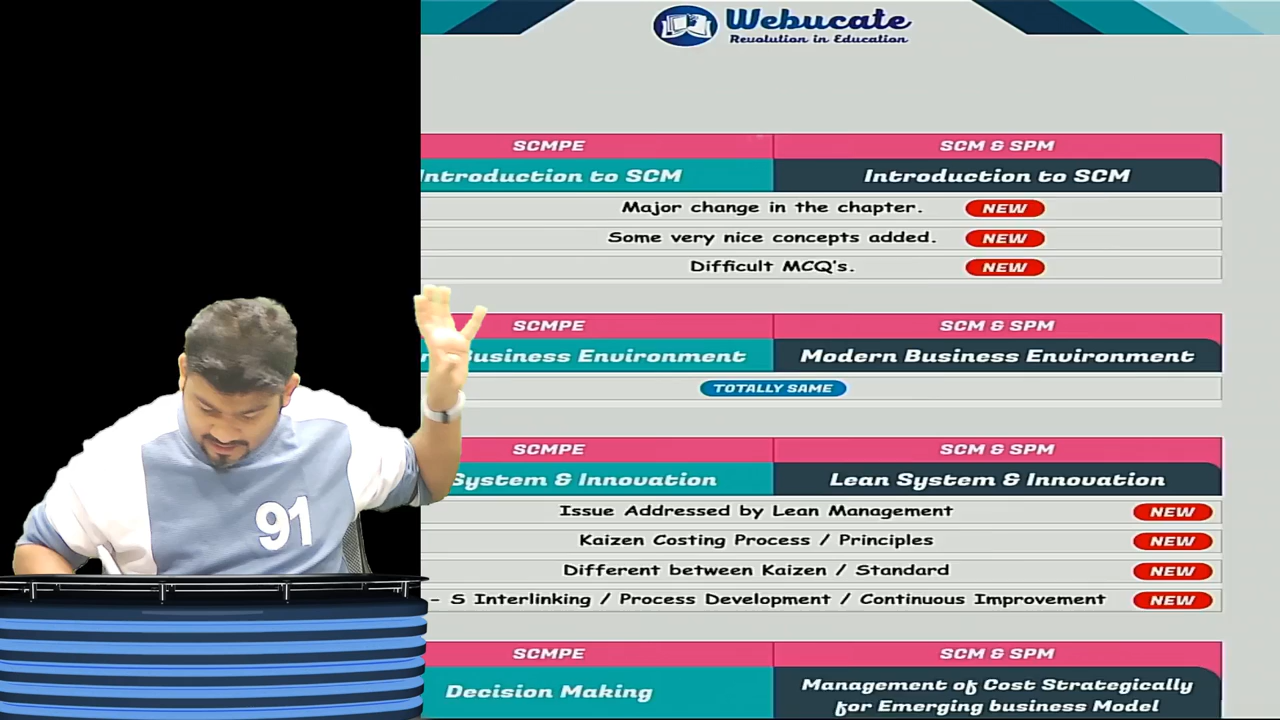 Webucate
Revolution in Education
SCMPE
SCM & SPM
Introduction to SCM
Introduction to SCM
Major change in the chapter.
NEW
Some very nice concepts added.
NEW
Difficult MCQ's.
NEW
SCMPE
SCM & SPM
Business Environment
Modern Business Environment
TOTALLY SAME
SCMPE
SCM & SPM
System & Innovation
Lean System & Innovation
Issue Addressed by Lean Management
NEW
Kaizen Costing Process / Principles
NEW
Different between Kaizen / Standard
NEW
- S Interlinking / Process Development / Continuous Improvement
NEW
SCMPE
SCM & SPM
Decision Making
Management of Cost Strategically
for Emerging business Model
91